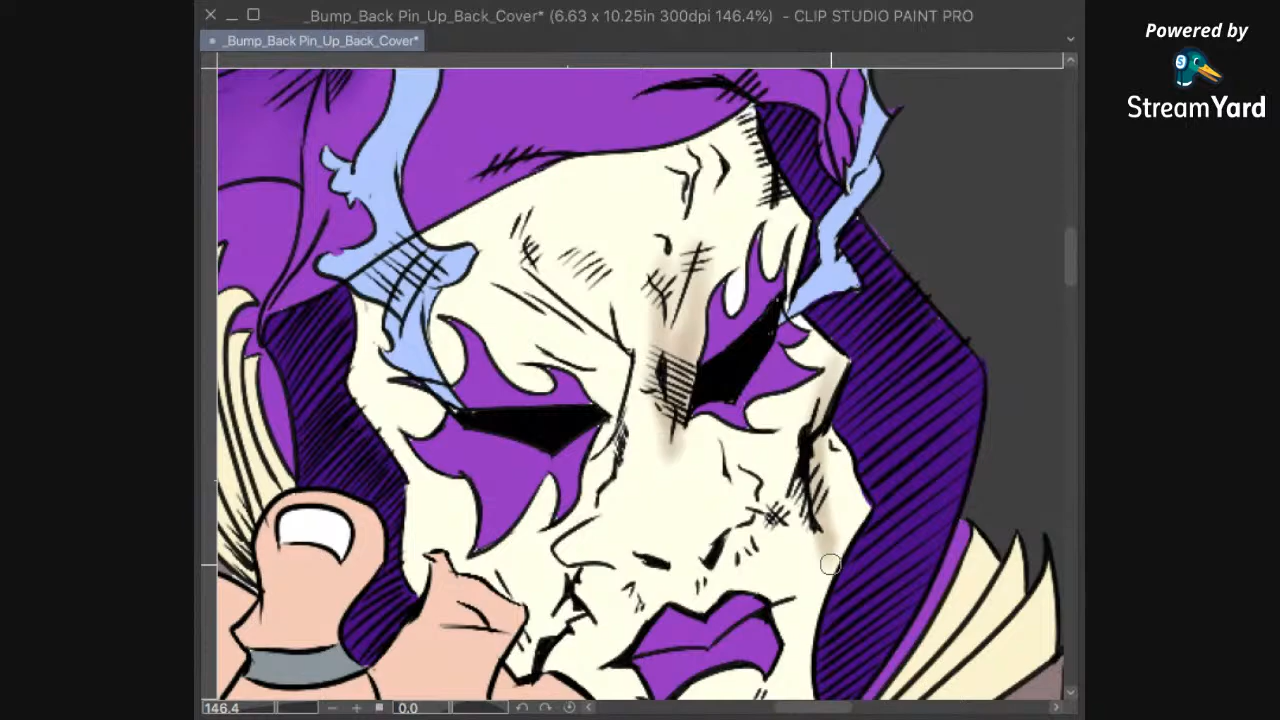 _Bump_Back Pin_Up_Back_Cover* (6.63 x 10.25in 300dpi 146.4%) - CLIP STUDIO PAINT PRO
_Bump_Back Pin_Up_Back_Cover*
Powered by
S
StreamYard
146.4
0.0